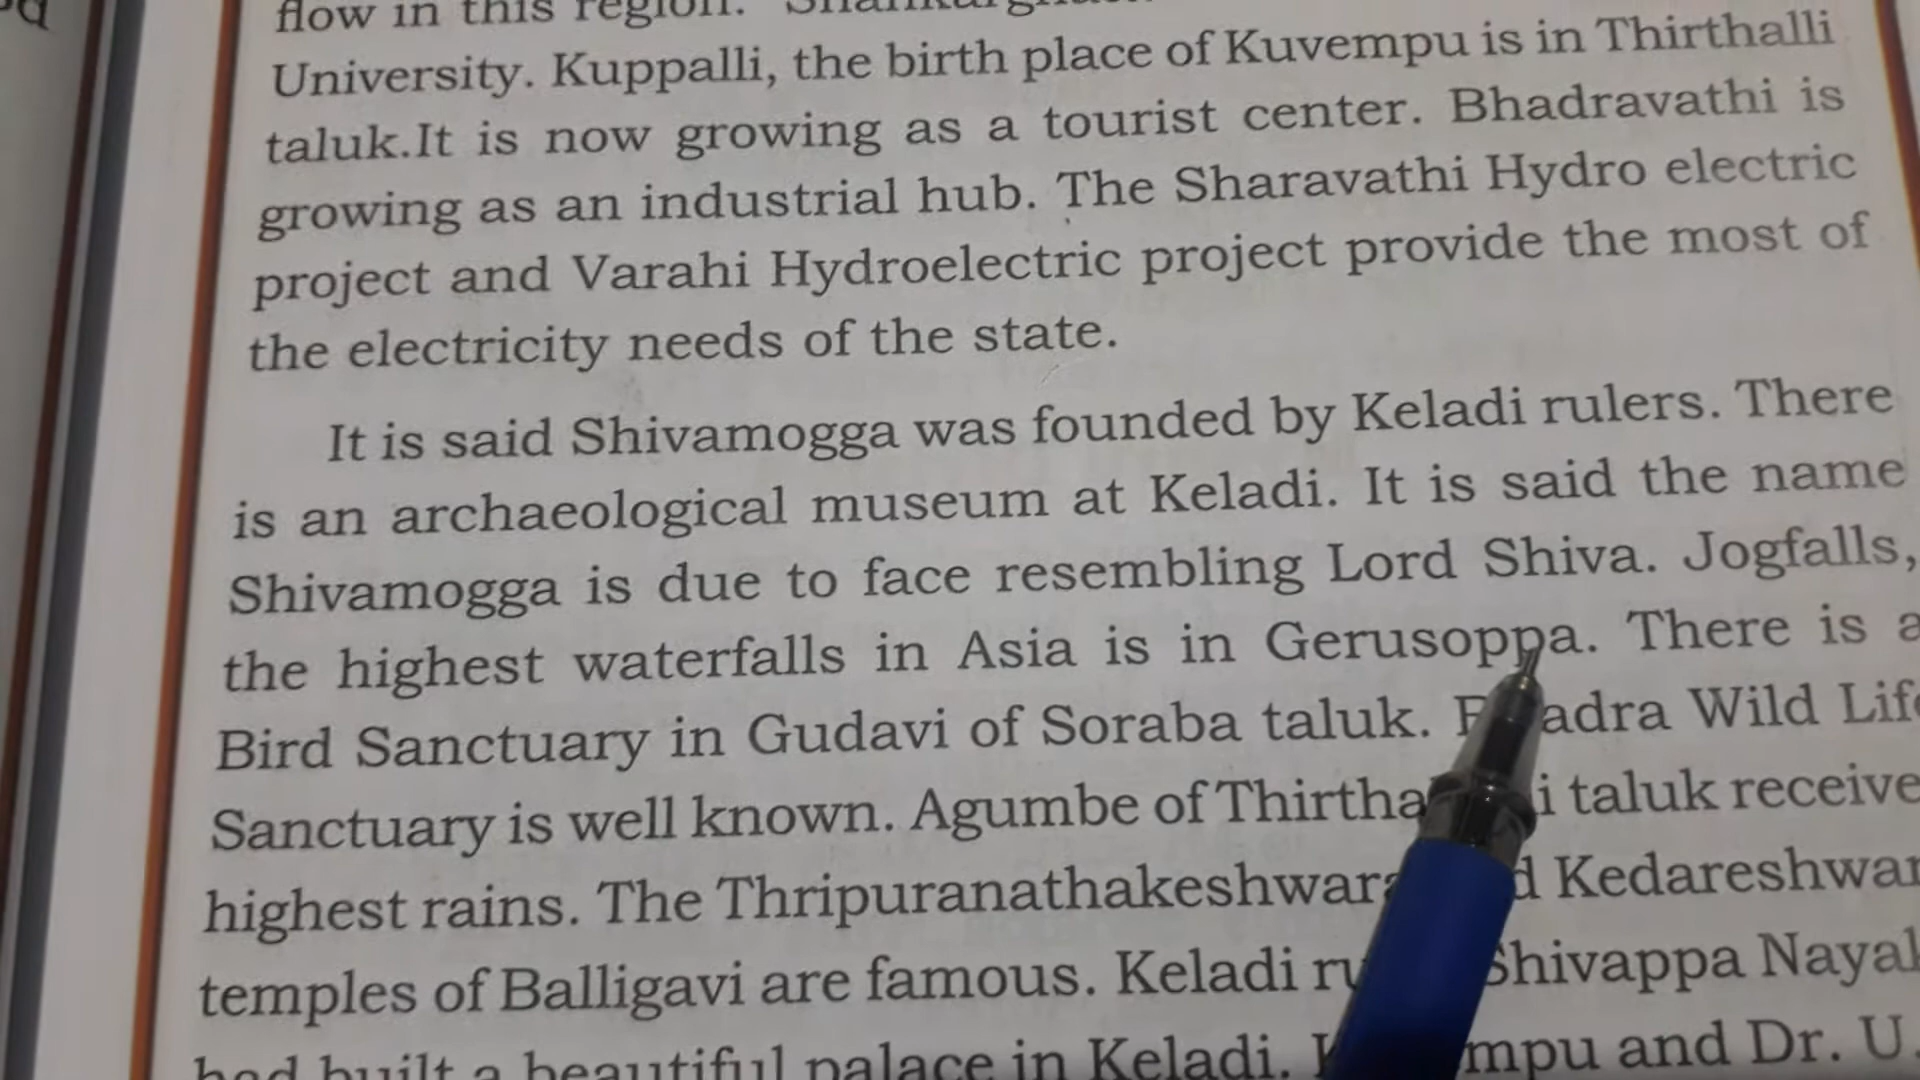 flow in this region.
University. Kuppalli, the birth place of Kuvempu is in Thirthalli
taluk.It is now growing as a tourist center. Bhadravathi is
growing as an industrial hub. The Sharavathi Hydro electric
project and Varahi Hydroelectric project provide the most of
the electricity needs of the state.
It is said Shivamogga was founded by Keladi rulers. There
is an archaeological museum at Keladi. It is said the name
Shivamogga is due to face resembling Lord Shiva. Jogfalls,
the highest waterfalls in Asia is in Gerusoppa. There is a
Bird Sanctuary in Gudavi of Soraba taluk. Wild Life
Sanctuary is well known. Agumbe of taluk receive
highest rains. The Thripuranathakeshwara Kedareshwar
temples of Balligavi are famous. Keladi Shivappa Nayak
had built a beautiful palace in Keladi. and Dr. U.